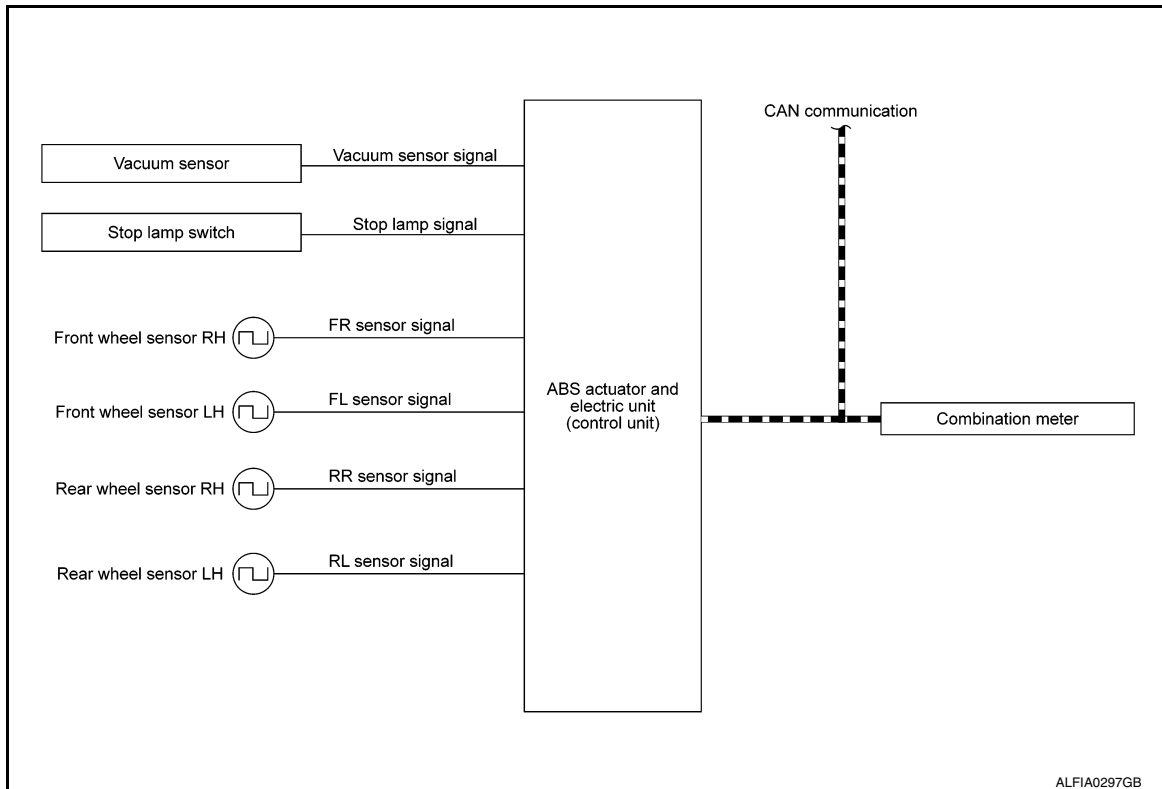 CAN communication
Vacuum sensor
Vacuum sensor signal
Stop lamp switch
Stop lamp signal
Front wheel sensor RH
FR sensor signal
Front wheel sensor LH
FL sensor signal
ABS actuator and
electric unit
(control unit)
Combination meter
Rear wheel sensor RH
RR sensor signal
Rear wheel sensor LH
RL sensor signal
ALFIA0297GB